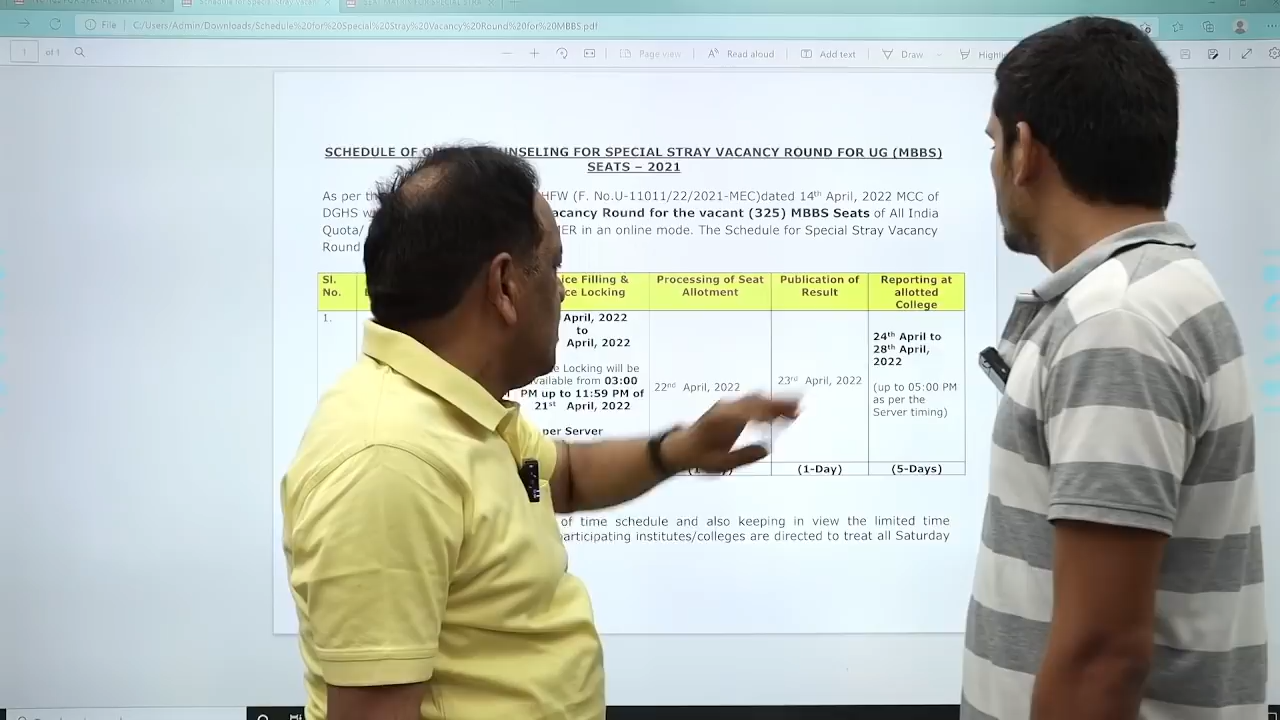 File C:/Users/Admin/Downloads/Schedule%20for%20Special%20Stray%20Vacancy%20Round%20for%20MBBS.pdf
1 of 1 Page view Read aloud Add text Draw
SCHEDULE OF UNSELING FOR SPECIAL STRAY VACANCY ROUND FOR UG (MBBS)
SEATS – 2021
As per HFW (F. No.U-11011/22/2021-MEC)dated 14th April, 2022 MCC of
DGHS acancy Round for the vacant (325) MBBS Seats of All India
Quota/ MER in an online mode. The Schedule for Special Stray Vacancy
Round
Sl. No.
ice Filling & ce Locking
Processing of Seat Allotment
Publication of Result
Reporting at allotted College
1.
April, 2022
to
April, 2022
e Locking will be
available from 03:00
PM up to 11:59 PM of
21st April, 2022
per Server
22nd April, 2022
23rd April, 2022
24th April to
28th April,
2022
(up to 05:00 PM
as per the
Server timing)
(1-Day)
(5-Days)
of time schedule and also keeping in view the limited time
participating institutes/colleges are directed to treat all Saturday